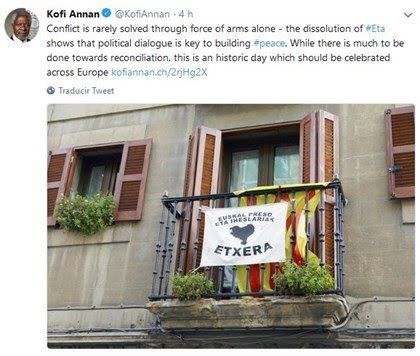 Kofi Annan @KofiAnnan · 4 h
Conflict is rarely solved through force of arms alone - the dissolution of #Eta
shows that political dialogue is key to building #peace. While there is much to be
done towards reconciliation, this is an historic day which should be celebrated
across Europe kofiannan.ch/2rjHg2X
Traducir Tweet
EUSKAL PRESO
ETA IHESLARIAK
ETXERA